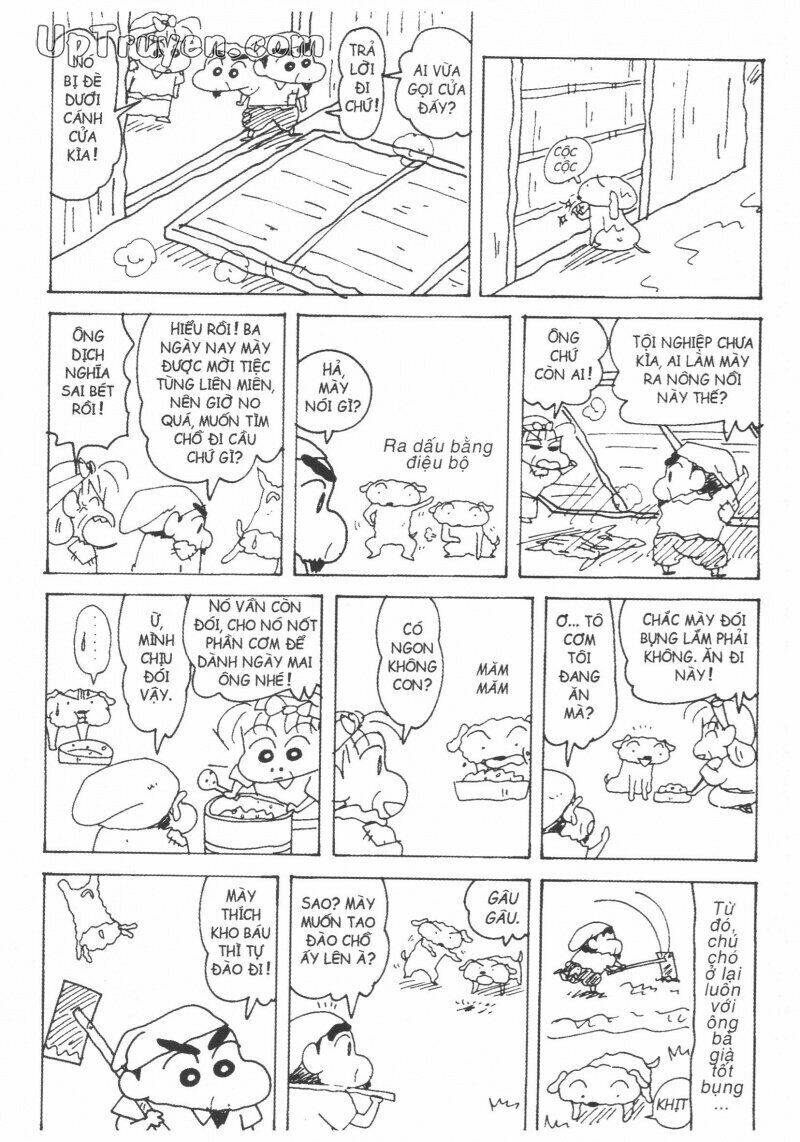 UpTruyen.com
CỘC
CỘC
AI VỪA
GỌI CỬA
ĐẤY?
TRẢ
LỜI ĐI
CHỨ!
NÓ
BỊ ĐÈ
DƯỚI
CÁNH
CỬA
KÌA!
TỘI NGHIỆP CHƯA
KÌA, AI LÀM MÀY
RA NÔNG NỖI
NÀY THẾ?
ÔNG
CHỨ
CÒN AI!
Ra dấu bằng
điệu bộ
HẢ,
MÀY
NÓI GÌ?
HIỂU RỒI! BA
NGÀY NAY MÀY
ĐƯỢC MỜI TIỆC
TÙNG LIÊN MIÊN,
NÊN GIỜ NO
QUÁ, MUỐN TÌM
CHỖ ĐI CẦU
CHỨ GÌ?
ÔNG
DỊCH
NGHĨA
SAI BÉT
RỒI!
CHẮC MÀY ĐÓI
BỤNG LẮM PHẢI
KHÔNG. ĂN ĐI
NÀY!
Ơ... TÔ
CƠM
TÔI
ĐANG
ĂN
MÀ?
MĂM
MĂM
CÓ
NGON
KHÔNG
CON?
NÓ VẪN CÒN
ĐÓI, CHO NÓ NỐT
PHẦN CƠM ĐỂ
DÀNH NGÀY MAI
ÔNG NHÉ!
Ừ,
MÌNH
CHỊU
ĐÓI
VẬY.
......
Từ
đó,
chú
chó
ở lại
luôn
với
ông
bà
già
tốt
bụng
...
KHỊT
GÂU
GÂU.
SAO? MÀY
MUỐN TAO
ĐÀO CHỖ
ẤY LÊN À?
MÀY
THÍCH
KHO BÁU
THÌ TỰ
ĐÀO ĐI!